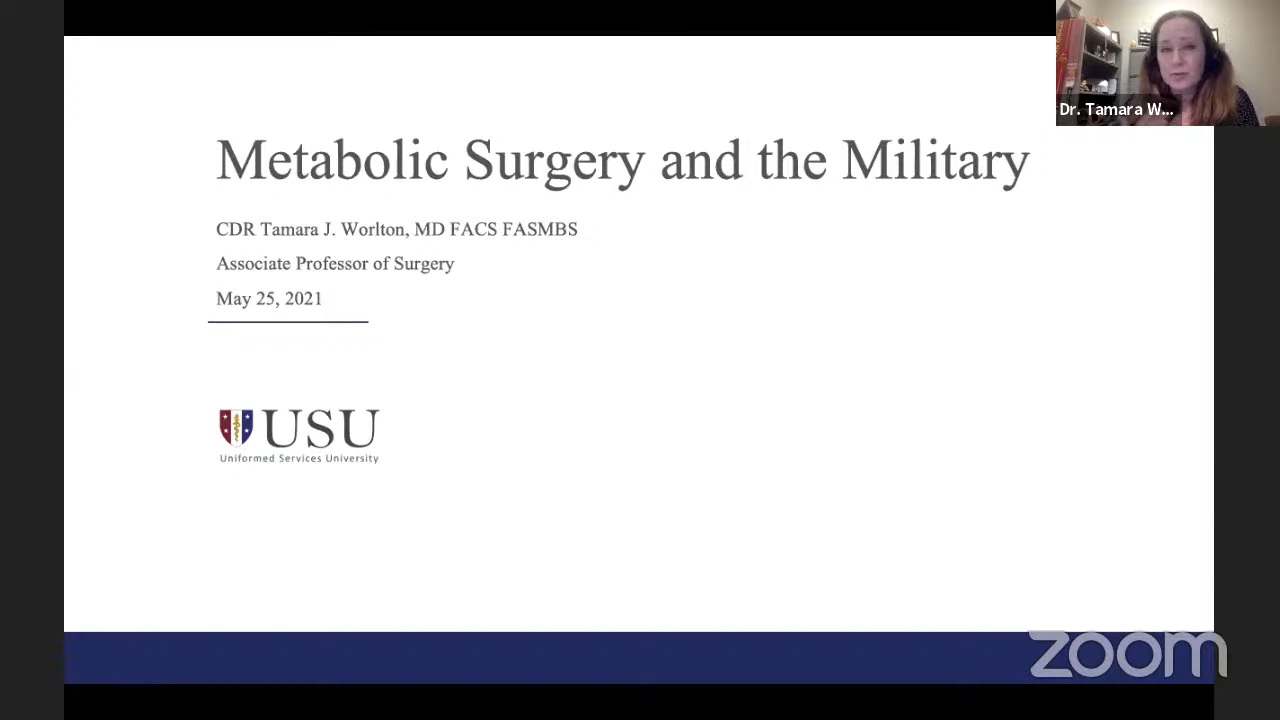 Dr. Tamara W...
Metabolic Surgery and the Military
CDR Tamara J. Worlton, MD FACS FASMBS
Associate Professor of Surgery
May 25, 2021
USU
Uniformed Services University
zoom